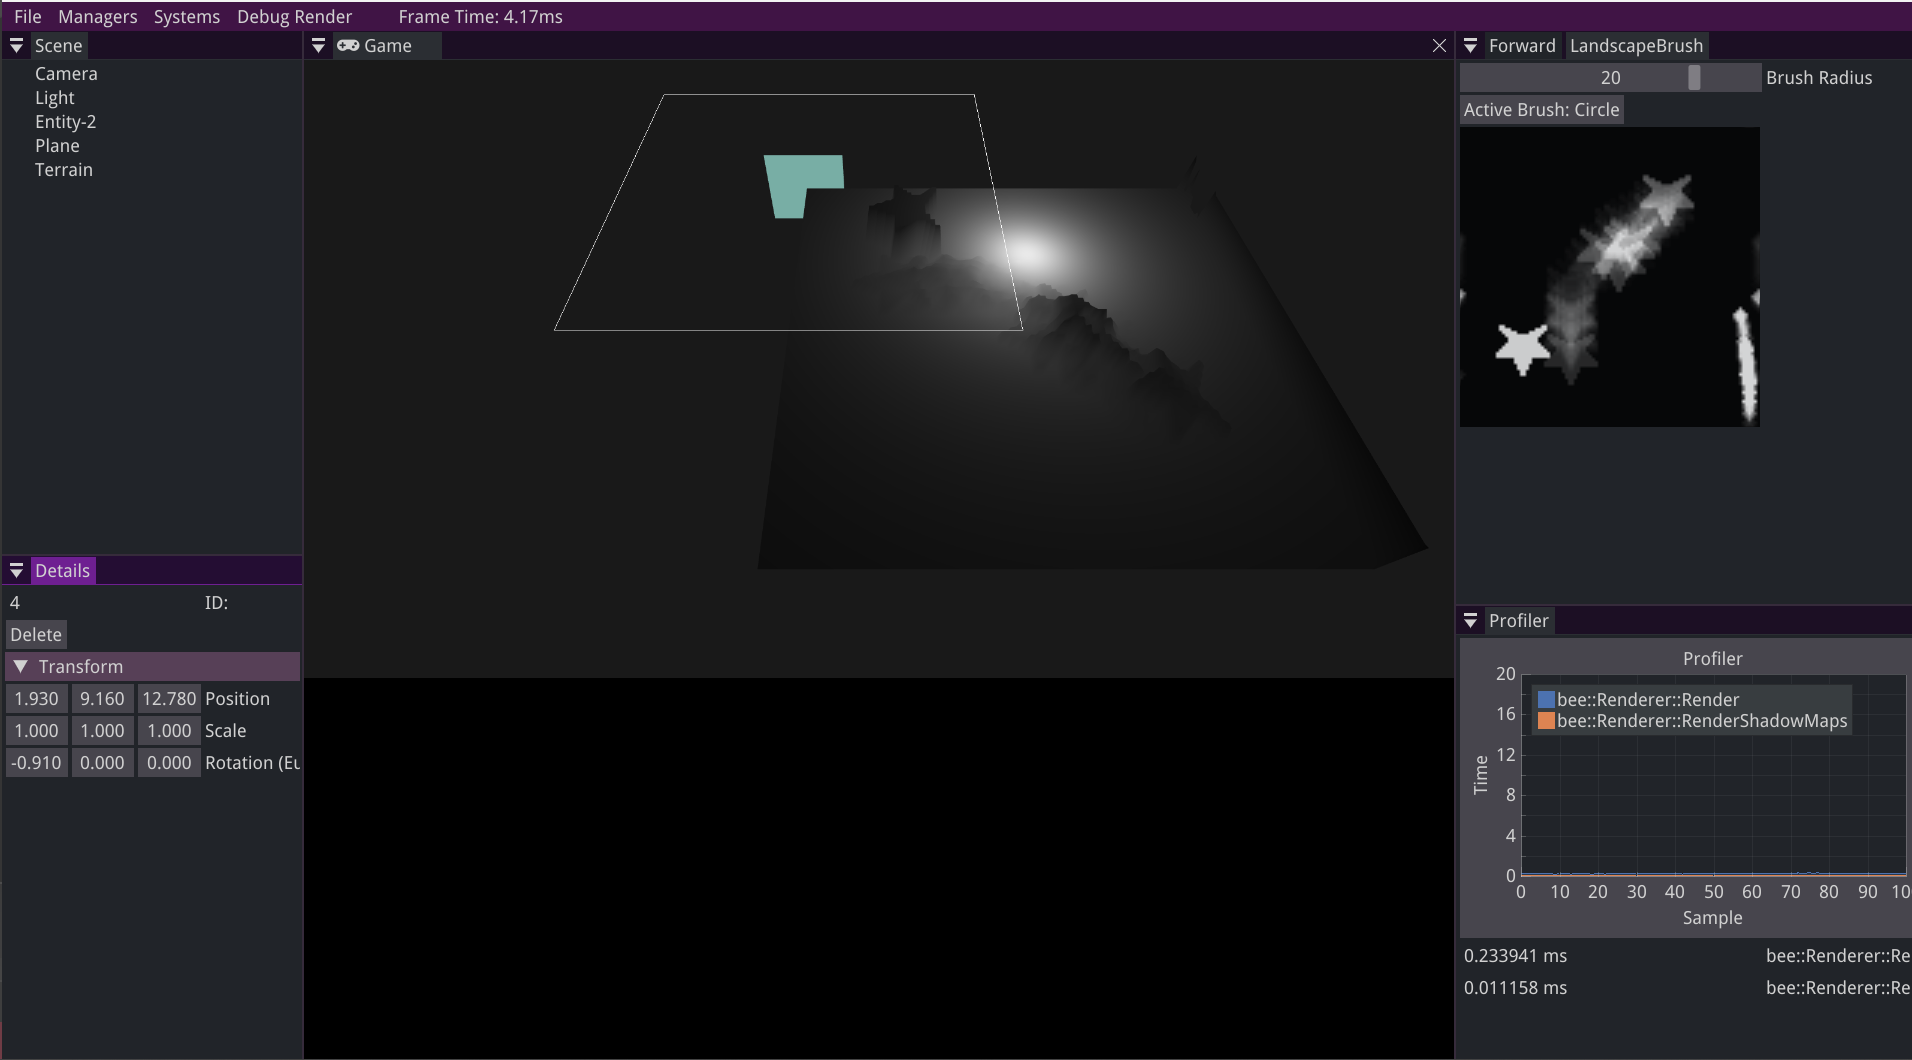 File Managers Systems Debug Render Frame Time: 4.17ms
Scene
Camera
Light
Entity-2
Plane
Terrain
Details
4 ID:
Delete
Transform
1.930 9.160 12.780 Position
1.000 1.000 1.000 Scale
-0.910 0.000 0.000 Rotation (Eu
Game
Forward LandscapeBrush
20 Brush Radius
Active Brush: Circle
Profiler
Profiler
bee::Renderer::Render
bee::Renderer::RenderShadowMaps
Time
20
16
12
8
4
0
0 10 20 30 40 50 60 70 80 90 10
Sample
0.233941 ms bee::Renderer::Re
0.011158 ms bee::Renderer::Re